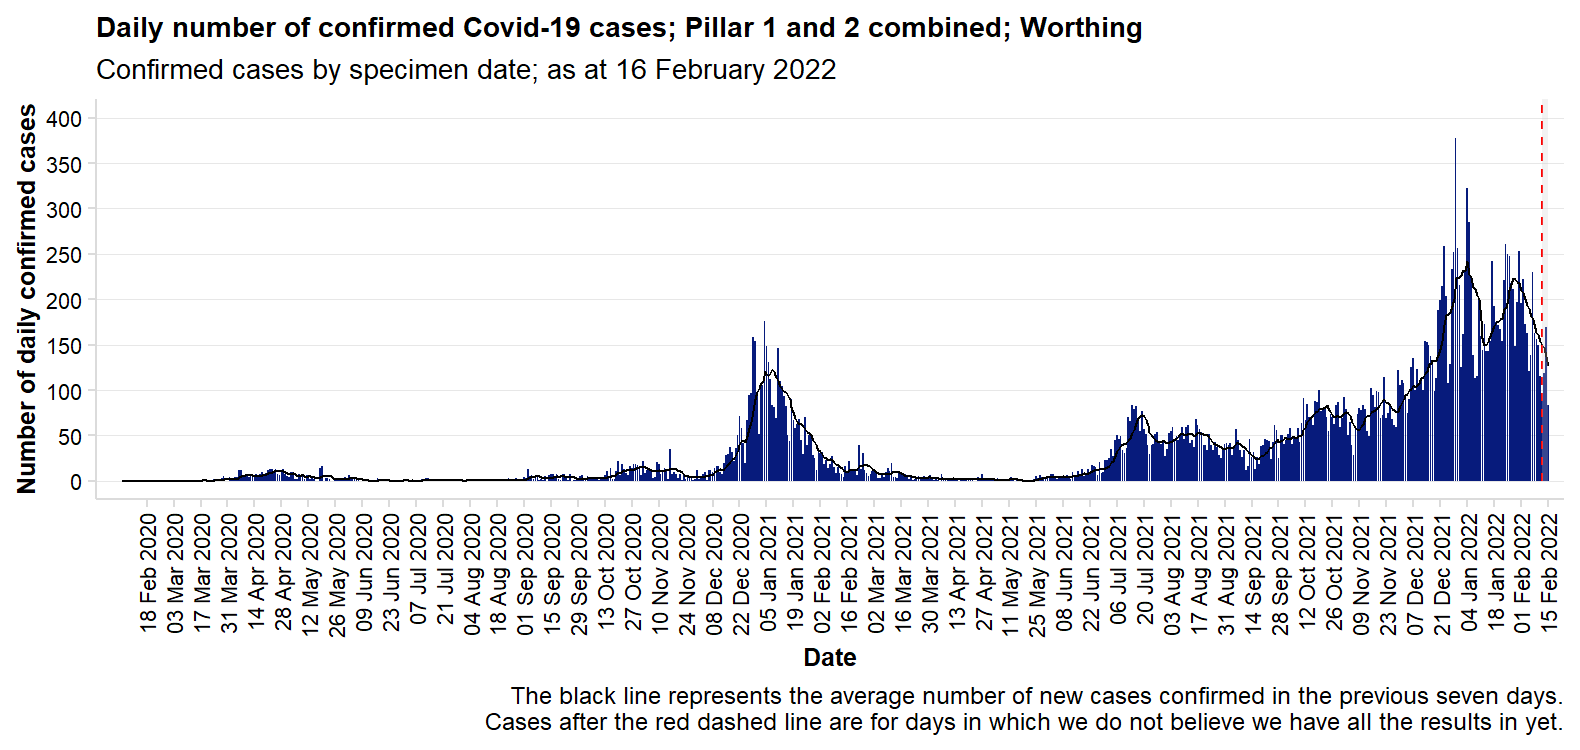 Daily number of confirmed Covid-19 cases; Pillar 1 and 2 combined; Worthing
Confirmed cases by specimen date; as at 16 February 2022
Number of daily confirmed cases
400
350
300
250
200
150
100
50
0
18 Feb 2020
03 Mar 2020
17 Mar 2020
31 Mar 2020
14 Apr 2020
28 Apr 2020
12 May 2020
26 May 2020
09 Jun 2020
23 Jun 2020
07 Jul 2020
21 Jul 2020
04 Aug 2020
18 Aug 2020
01 Sep 2020
15 Sep 2020
29 Sep 2020
13 Oct 2020
27 Oct 2020
10 Nov 2020
24 Nov 2020
08 Dec 2020
22 Dec 2020
05 Jan 2021
19 Jan 2021
02 Feb 2021
16 Feb 2021
02 Mar 2021
16 Mar 2021
30 Mar 2021
13 Apr 2021
27 Apr 2021
11 May 2021
25 May 2021
08 Jun 2021
22 Jun 2021
06 Jul 2021
20 Jul 2021
03 Aug 2021
17 Aug 2021
31 Aug 2021
14 Sep 2021
28 Sep 2021
12 Oct 2021
26 Oct 2021
09 Nov 2021
23 Nov 2021
07 Dec 2021
21 Dec 2021
04 Jan 2022
18 Jan 2022
01 Feb 2022
15 Feb 2022
Date
The black line represents the average number of new cases confirmed in the previous seven days.
Cases after the red dashed line are for days in which we do not believe we have all the results in yet.